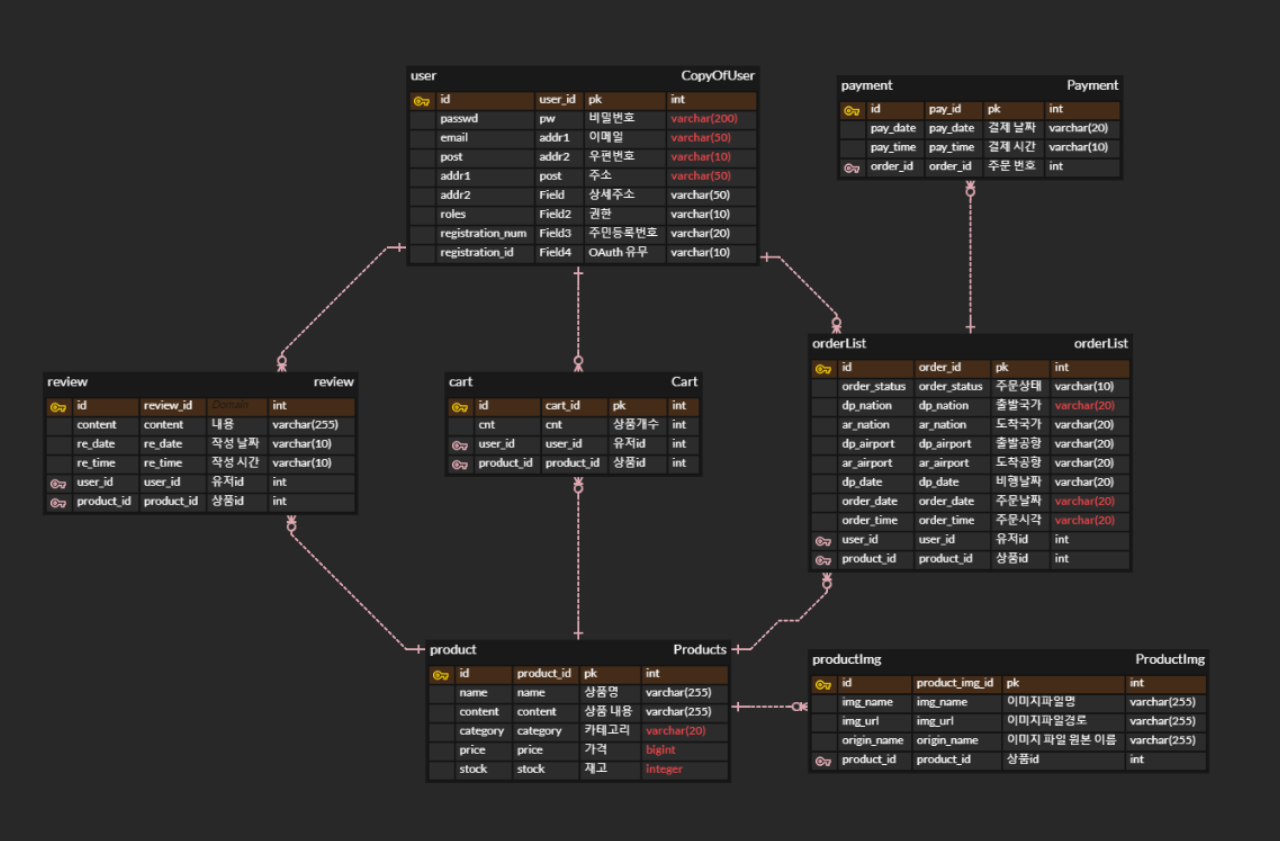 user CopyOfUser
id user_id pk int
passwd pw 비밀번호 varchar(200)
email addr1 이메일 varchar(50)
post addr2 우편번호 varchar(10)
addr1 post 주소 varchar(50)
addr2 Field 상세주소 varchar(50)
roles Field2 권한 varchar(10)
registration_num Field3 주민등록번호 varchar(20)
registration_id Field4 OAuth 유무 varchar(10)
payment Payment
id pay_id pk int
pay_date pay_date 결제 날짜 varchar(20)
pay_time pay_time 결제 시간 varchar(10)
order_id order_id 주문 번호 int
review review
id review_id Domain int
content content 내용 varchar(255)
re_date re_date 작성 날짜 varchar(10)
re_time re_time 작성 시간 varchar(10)
user_id user_id 유저id int
product_id product_id 상품id int
cart Cart
id cart_id pk int
cnt cnt 상품개수 int
user_id user_id 유저id int
product_id product_id 상품id int
orderList orderList
id order_id pk int
order_status order_status 주문상태 varchar(10)
dp_nation dp_nation 출발국가 varchar(20)
ar_nation ar_nation 도착국가 varchar(20)
dp_airport dp_airport 출발공항 varchar(20)
ar_airport ar_airport 도착공항 varchar(20)
dp_date dp_date 비행날짜 varchar(20)
order_date order_date 주문날짜 varchar(20)
order_time order_time 주문시각 varchar(20)
user_id user_id 유저id int
product_id product_id 상품id int
product Products
id product_id pk int
name name 상품명 varchar(255)
content content 상품 내용 varchar(255)
category category 카테고리 varchar(20)
price price 가격 bigint
stock stock 재고 integer
productImg ProductImg
id product_img_id pk int
img_name img_name 이미지파일명 varchar(255)
img_url img_url 이미지파일경로 varchar(255)
origin_name origin_name 이미지 파일 원본 이름 varchar(255)
product_id product_id 상품id int